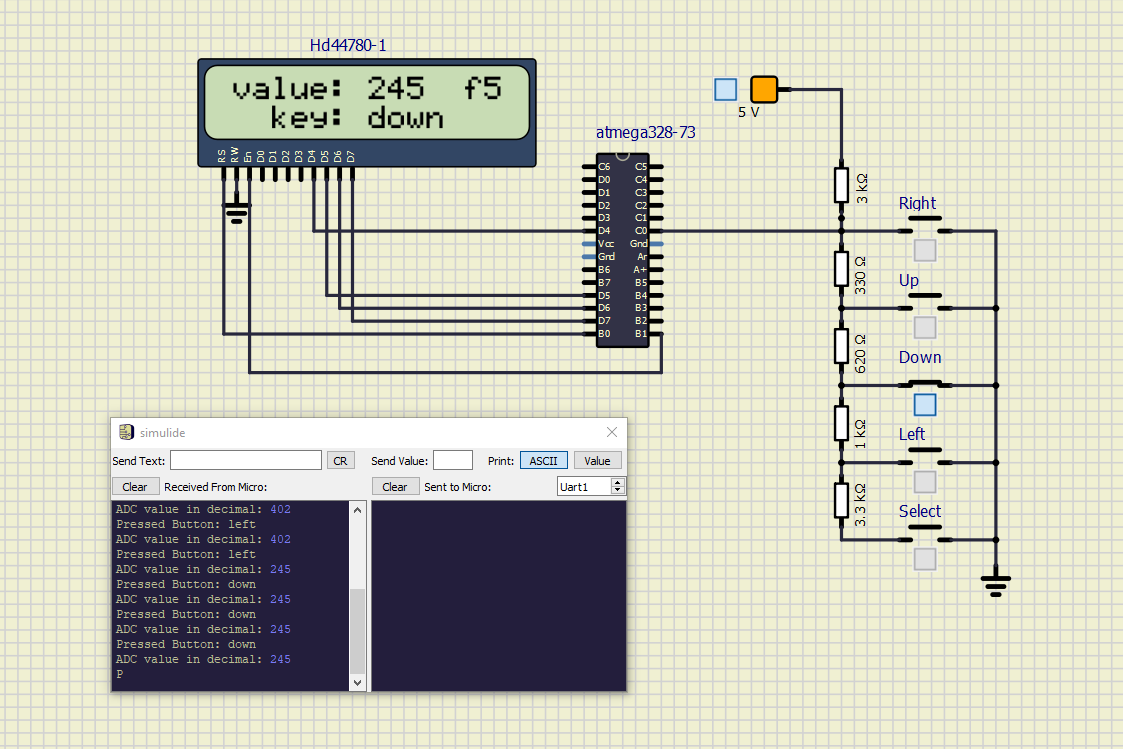 Hd44780-1
value: 245 f5
key: down
RS RW En D0 D1 D2 D3 D4 D5 D6 D7
5 V
atmega328-73
C6 C5
D0 C4
D1 C3
D2 C2
D3 C1
D4 C0
Vcc Gnd
Gnd Ar
B6 A+
B7 B5
D5 B4
D6 B3
D7 B2
B0 B1
3 kΩ
Right
330 Ω
Up
620 Ω
Down
1 kΩ
Left
3.3 kΩ
Select
simulide
Send Text: CR Send Value: Print: ASCII Value
Clear Received From Micro: Clear Sent to Micro: Uart1
ADC value in decimal: 402
Pressed Button: left
ADC value in decimal: 402
Pressed Button: left
ADC value in decimal: 245
Pressed Button: down
ADC value in decimal: 245
Pressed Button: down
ADC value in decimal: 245
Pressed Button: down
ADC value in decimal: 245
P